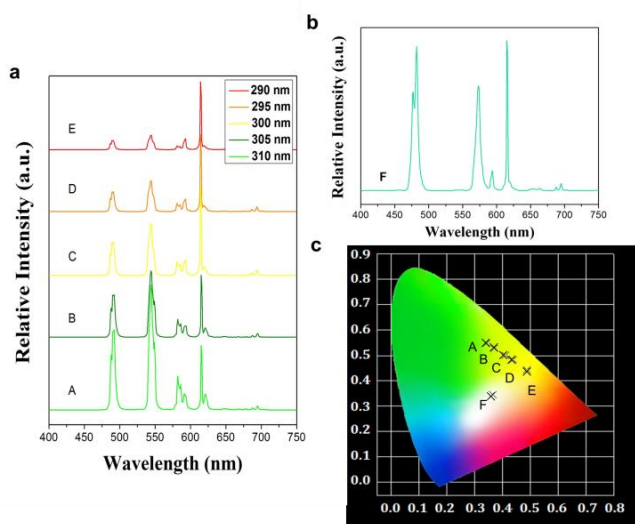 a
Relative Intensity (a.u.)
E
D
C
B
A
290 nm
295 nm
300 nm
305 nm
310 nm
400 450 500 550 600 650 700 750
Wavelength (nm)
b
Relative Intensity (a.u.)
F
400 450 500 550 600 650 700 750
Wavelength (nm)
c
0.9
0.8
0.7
0.6
0.5
0.4
0.3
0.2
0.1
0.0
A
B
C
D
E
F
0.0 0.1 0.2 0.3 0.4 0.5 0.6 0.7 0.8